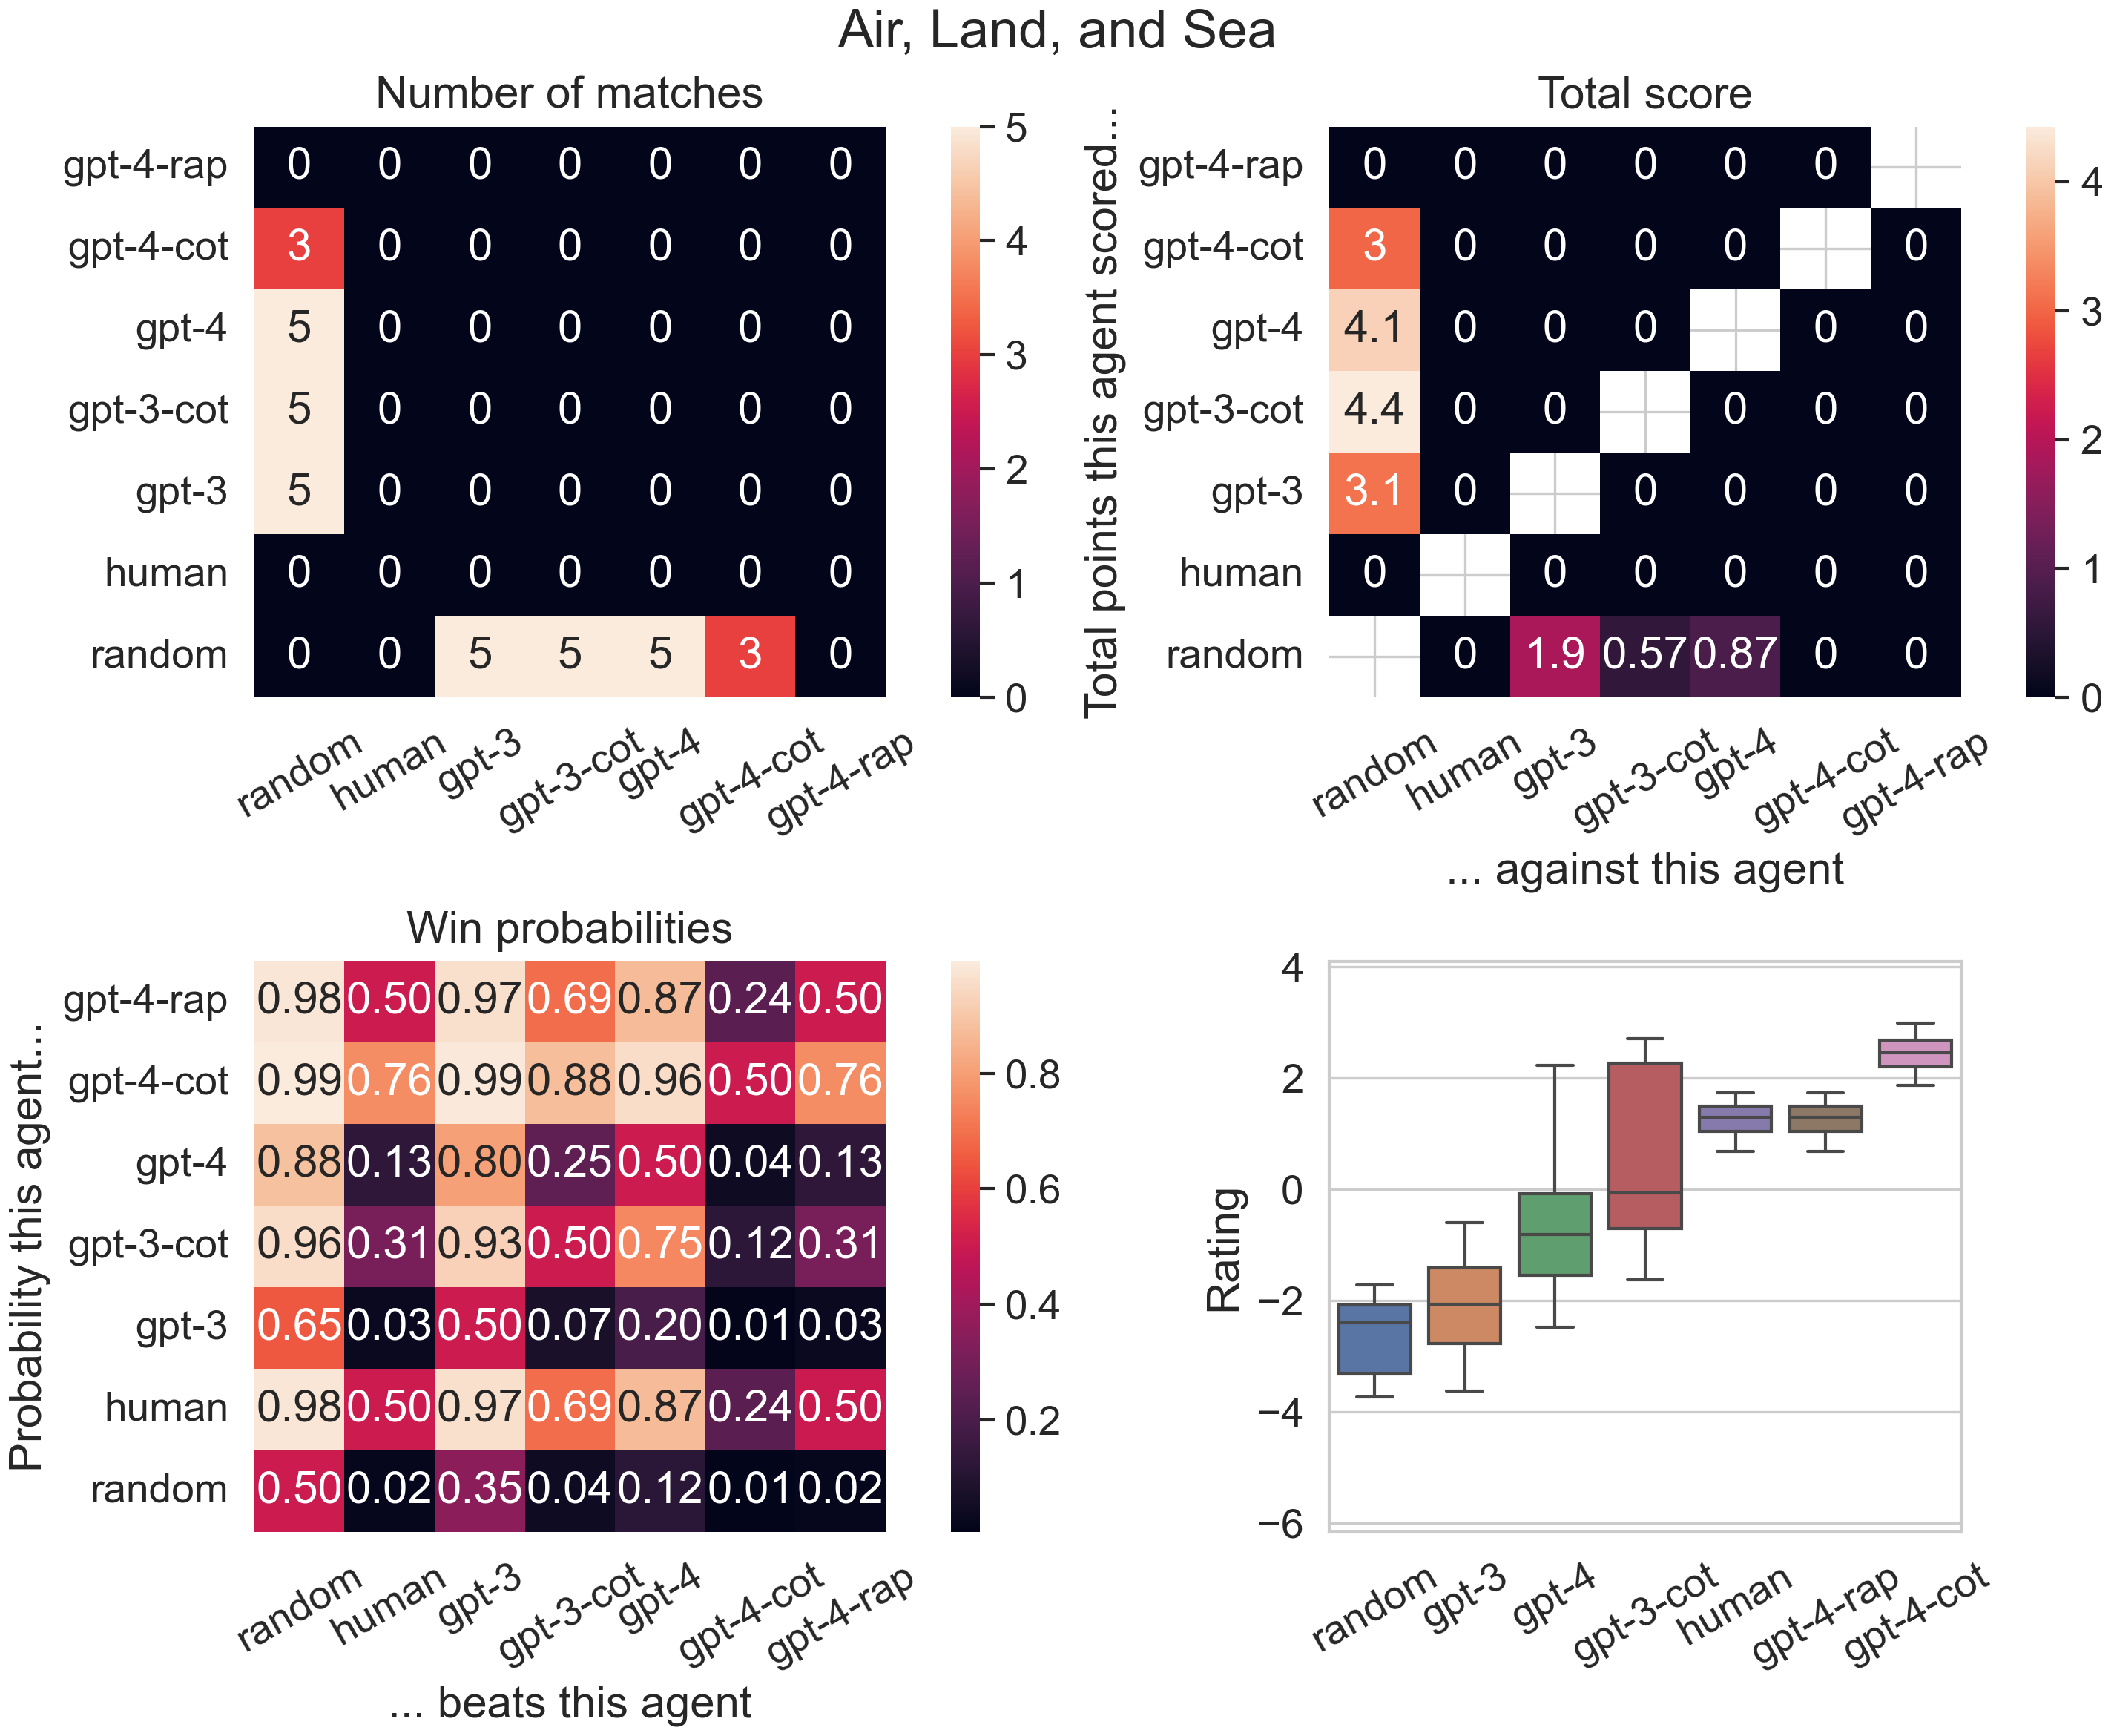 Air, Land, and Sea
Number of matches
gpt-4-rap 0 0 0 0 0 0 0
gpt-4-cot 3 0 0 0 0 0 0
gpt-4 5 0 0 0 0 0 0
gpt-3-cot 5 0 0 0 0 0 0
gpt-3 5 0 0 0 0 0 0
human 0 0 0 0 0 0 0
random 0 0 5 5 5 3 0
random human gpt-3 gpt-3-cot gpt-4 gpt-4-cot gpt-4-rap
5
4
3
2
1
0
Total score
Total points this agent scored...
gpt-4-rap 0 0 0 0 0 0
gpt-4-cot 3 0 0 0 0 0
gpt-4 4.1 0 0 0 0 0
gpt-3-cot 4.4 0 0 0 0 0
gpt-3 3.1 0 0 0 0 0
human 0 0 0 0 0 0
random 0 1.9 0.57 0.87 0 0
random human gpt-3 gpt-3-cot gpt-4 gpt-4-cot gpt-4-rap
... against this agent
4
3
2
1
0
Win probabilities
Probability this agent...
gpt-4-rap 0.98 0.50 0.97 0.69 0.87 0.24 0.50
gpt-4-cot 0.99 0.76 0.99 0.88 0.96 0.50 0.76
gpt-4 0.88 0.13 0.80 0.25 0.50 0.04 0.13
gpt-3-cot 0.96 0.31 0.93 0.50 0.75 0.12 0.31
gpt-3 0.65 0.03 0.50 0.07 0.20 0.01 0.03
human 0.98 0.50 0.97 0.69 0.87 0.24 0.50
random 0.50 0.02 0.35 0.04 0.12 0.01 0.02
random human gpt-3 gpt-3-cot gpt-4 gpt-4-cot gpt-4-rap
... beats this agent
0.8
0.6
0.4
0.2
Rating
4
2
0
−2
−4
−6
random gpt-3 gpt-4 gpt-3-cot human gpt-4-rap gpt-4-cot